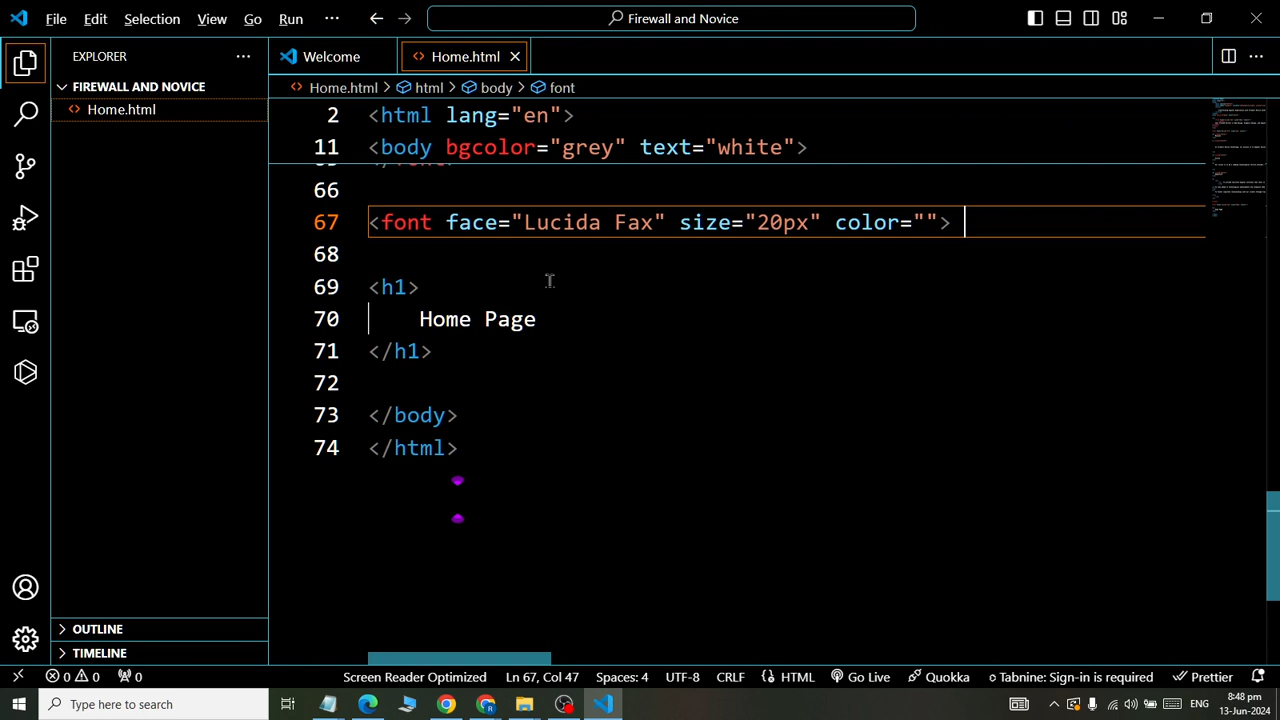 File Edit Selection View Go Run ··· Firewall and Novice
EXPLORER ···
Welcome Home.html
FIREWALL AND NOVICE
Home.html
Home.html > html > body > font
2 <html lang="en">
11 <body bgcolor="grey" text="white">
66
67 <font face="Lucida Fax" size="20px" color="">
68
69 <h1>
70 Home Page
71 </h1>
72
73 </body>
74 </html>
OUTLINE
TIMELINE
0 0 0 Screen Reader Optimized Ln 67, Col 47 Spaces: 4 UTF-8 CRLF HTML Go Live Quokka Tabnine: Sign-in is required Prettier
Type here to search
ENG
8:48 pm
13-Jun-2024